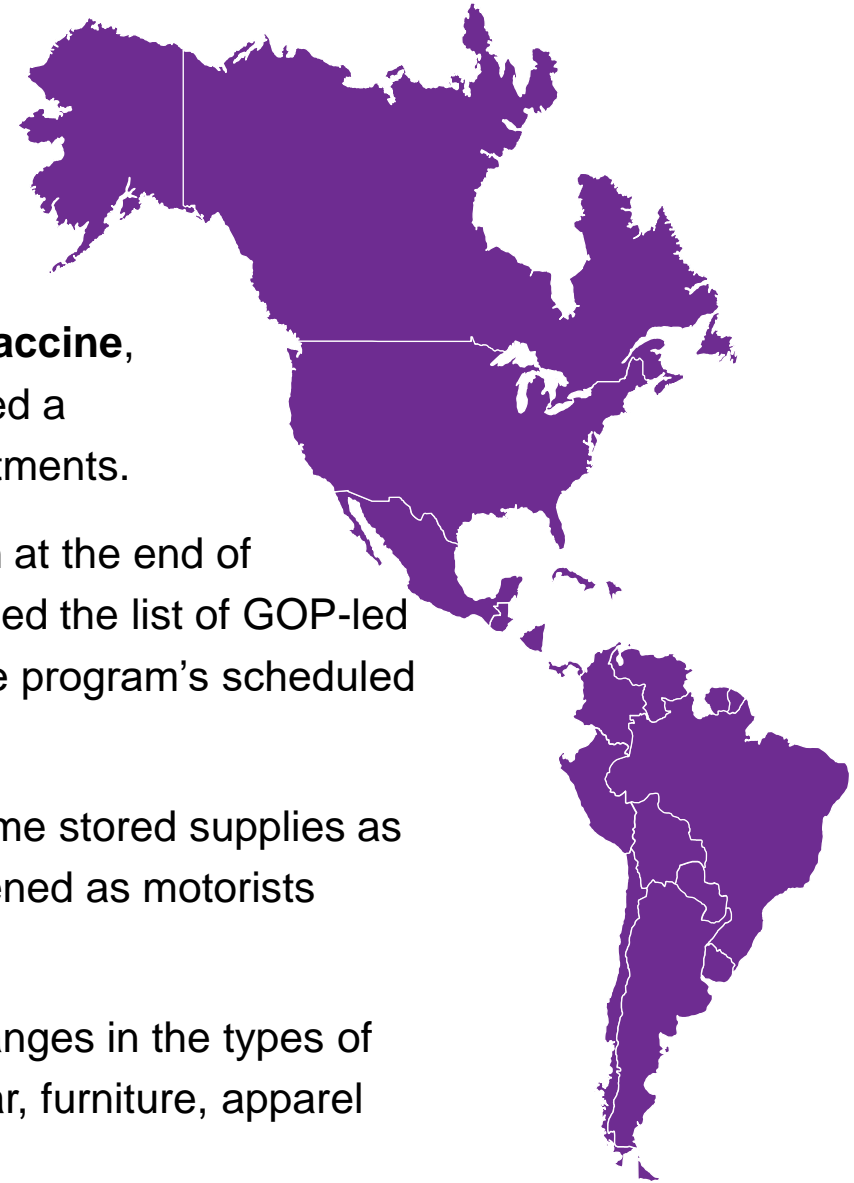 accine,
ed a
tments.
at the end of
ed the list of GOP-led
e program’s scheduled
me stored supplies as
ened as motorists
anges in the types of
ar, furniture, apparel